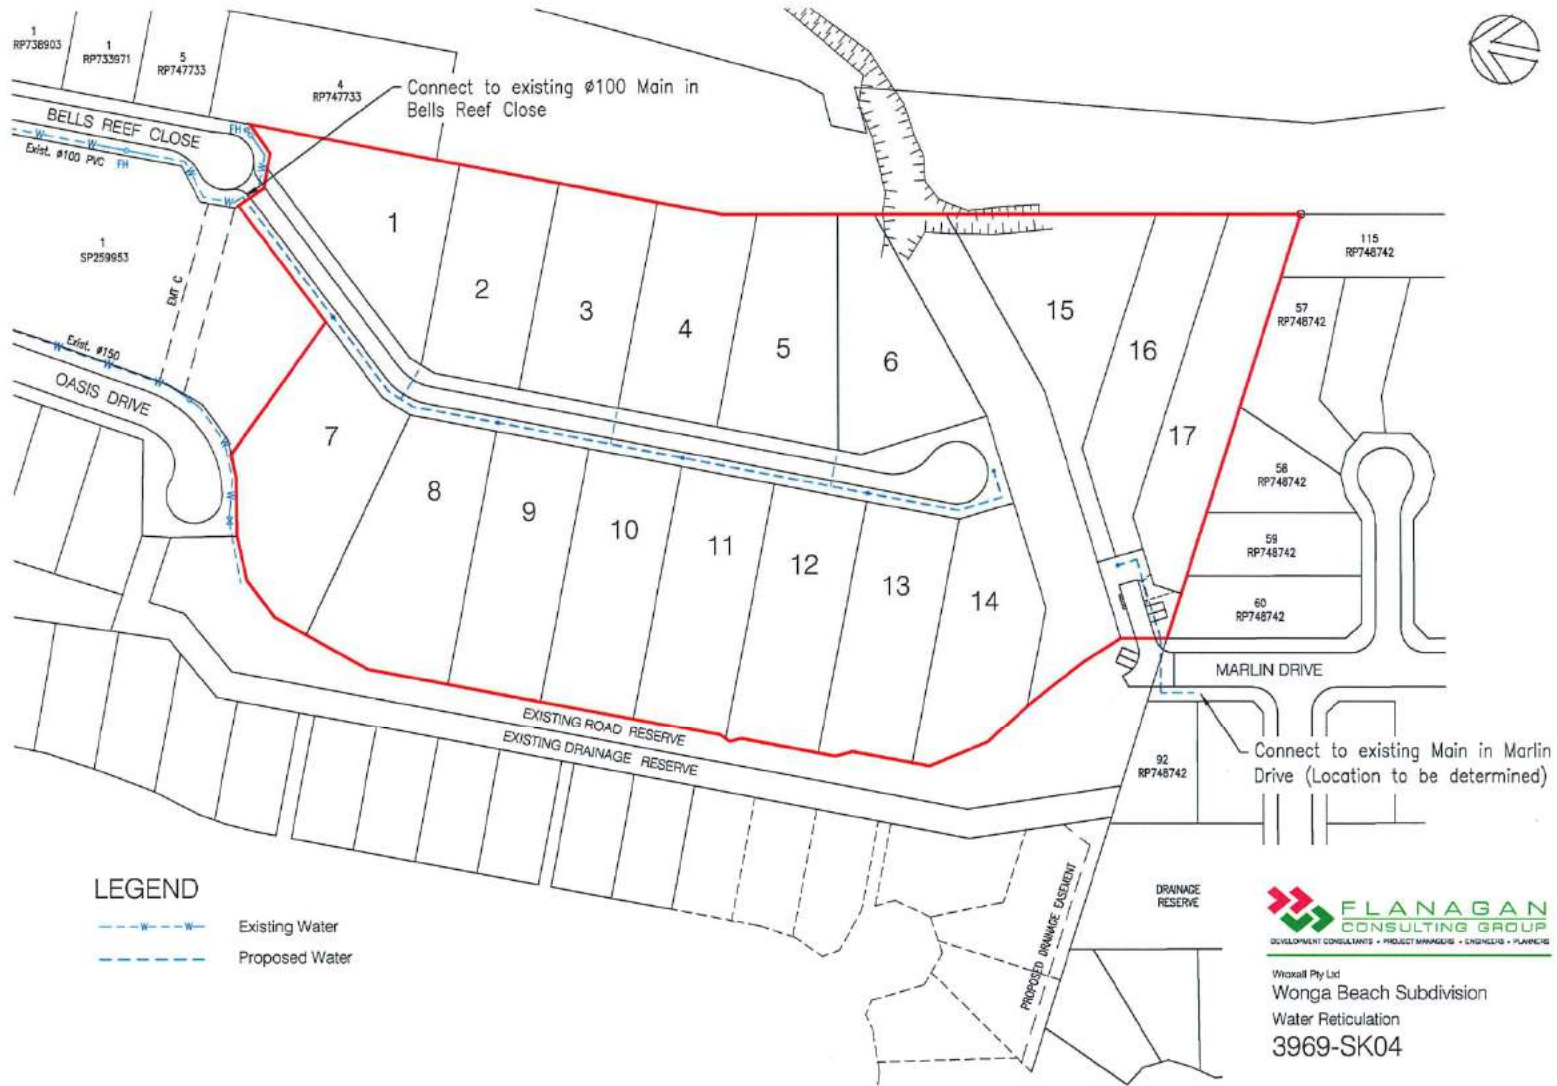 1
RP738903
1
RP733971
5
RP747733
4
RP747733
Connect to existing ø100 Main in
Bells Reef Close
BELLS REEF CLOSE
FH
Exist. ø100 PVC
FH
W
W
W
W
W
1
SP259953
EMT C
Exist. ø150
W
W
W
W
W
OASIS DRIVE
1
2
3
4
5
6
7
8
9
10
11
12
13
14
15
16
17
115
RP748742
57
RP748742
58
RP748742
59
RP748742
60
RP748742
MARLIN DRIVE
EXISTING ROAD RESERVE
EXISTING DRAINAGE RESERVE
92
RP748742
Connect to existing Main in Marlin
Drive (Location to be determined)
PROPOSED DRAINAGE EASEMENT
DRAINAGE
RESERVE
LEGEND
W W Existing Water
Proposed Water
FLANAGAN
CONSULTING GROUP
DEVELOPMENT CONSULTANTS • PROJECT MANAGERS • ENGINEERS • PLANNERS
Wroxall Pty Ltd
Wonga Beach Subdivision
Water Reticulation
3969-SK04